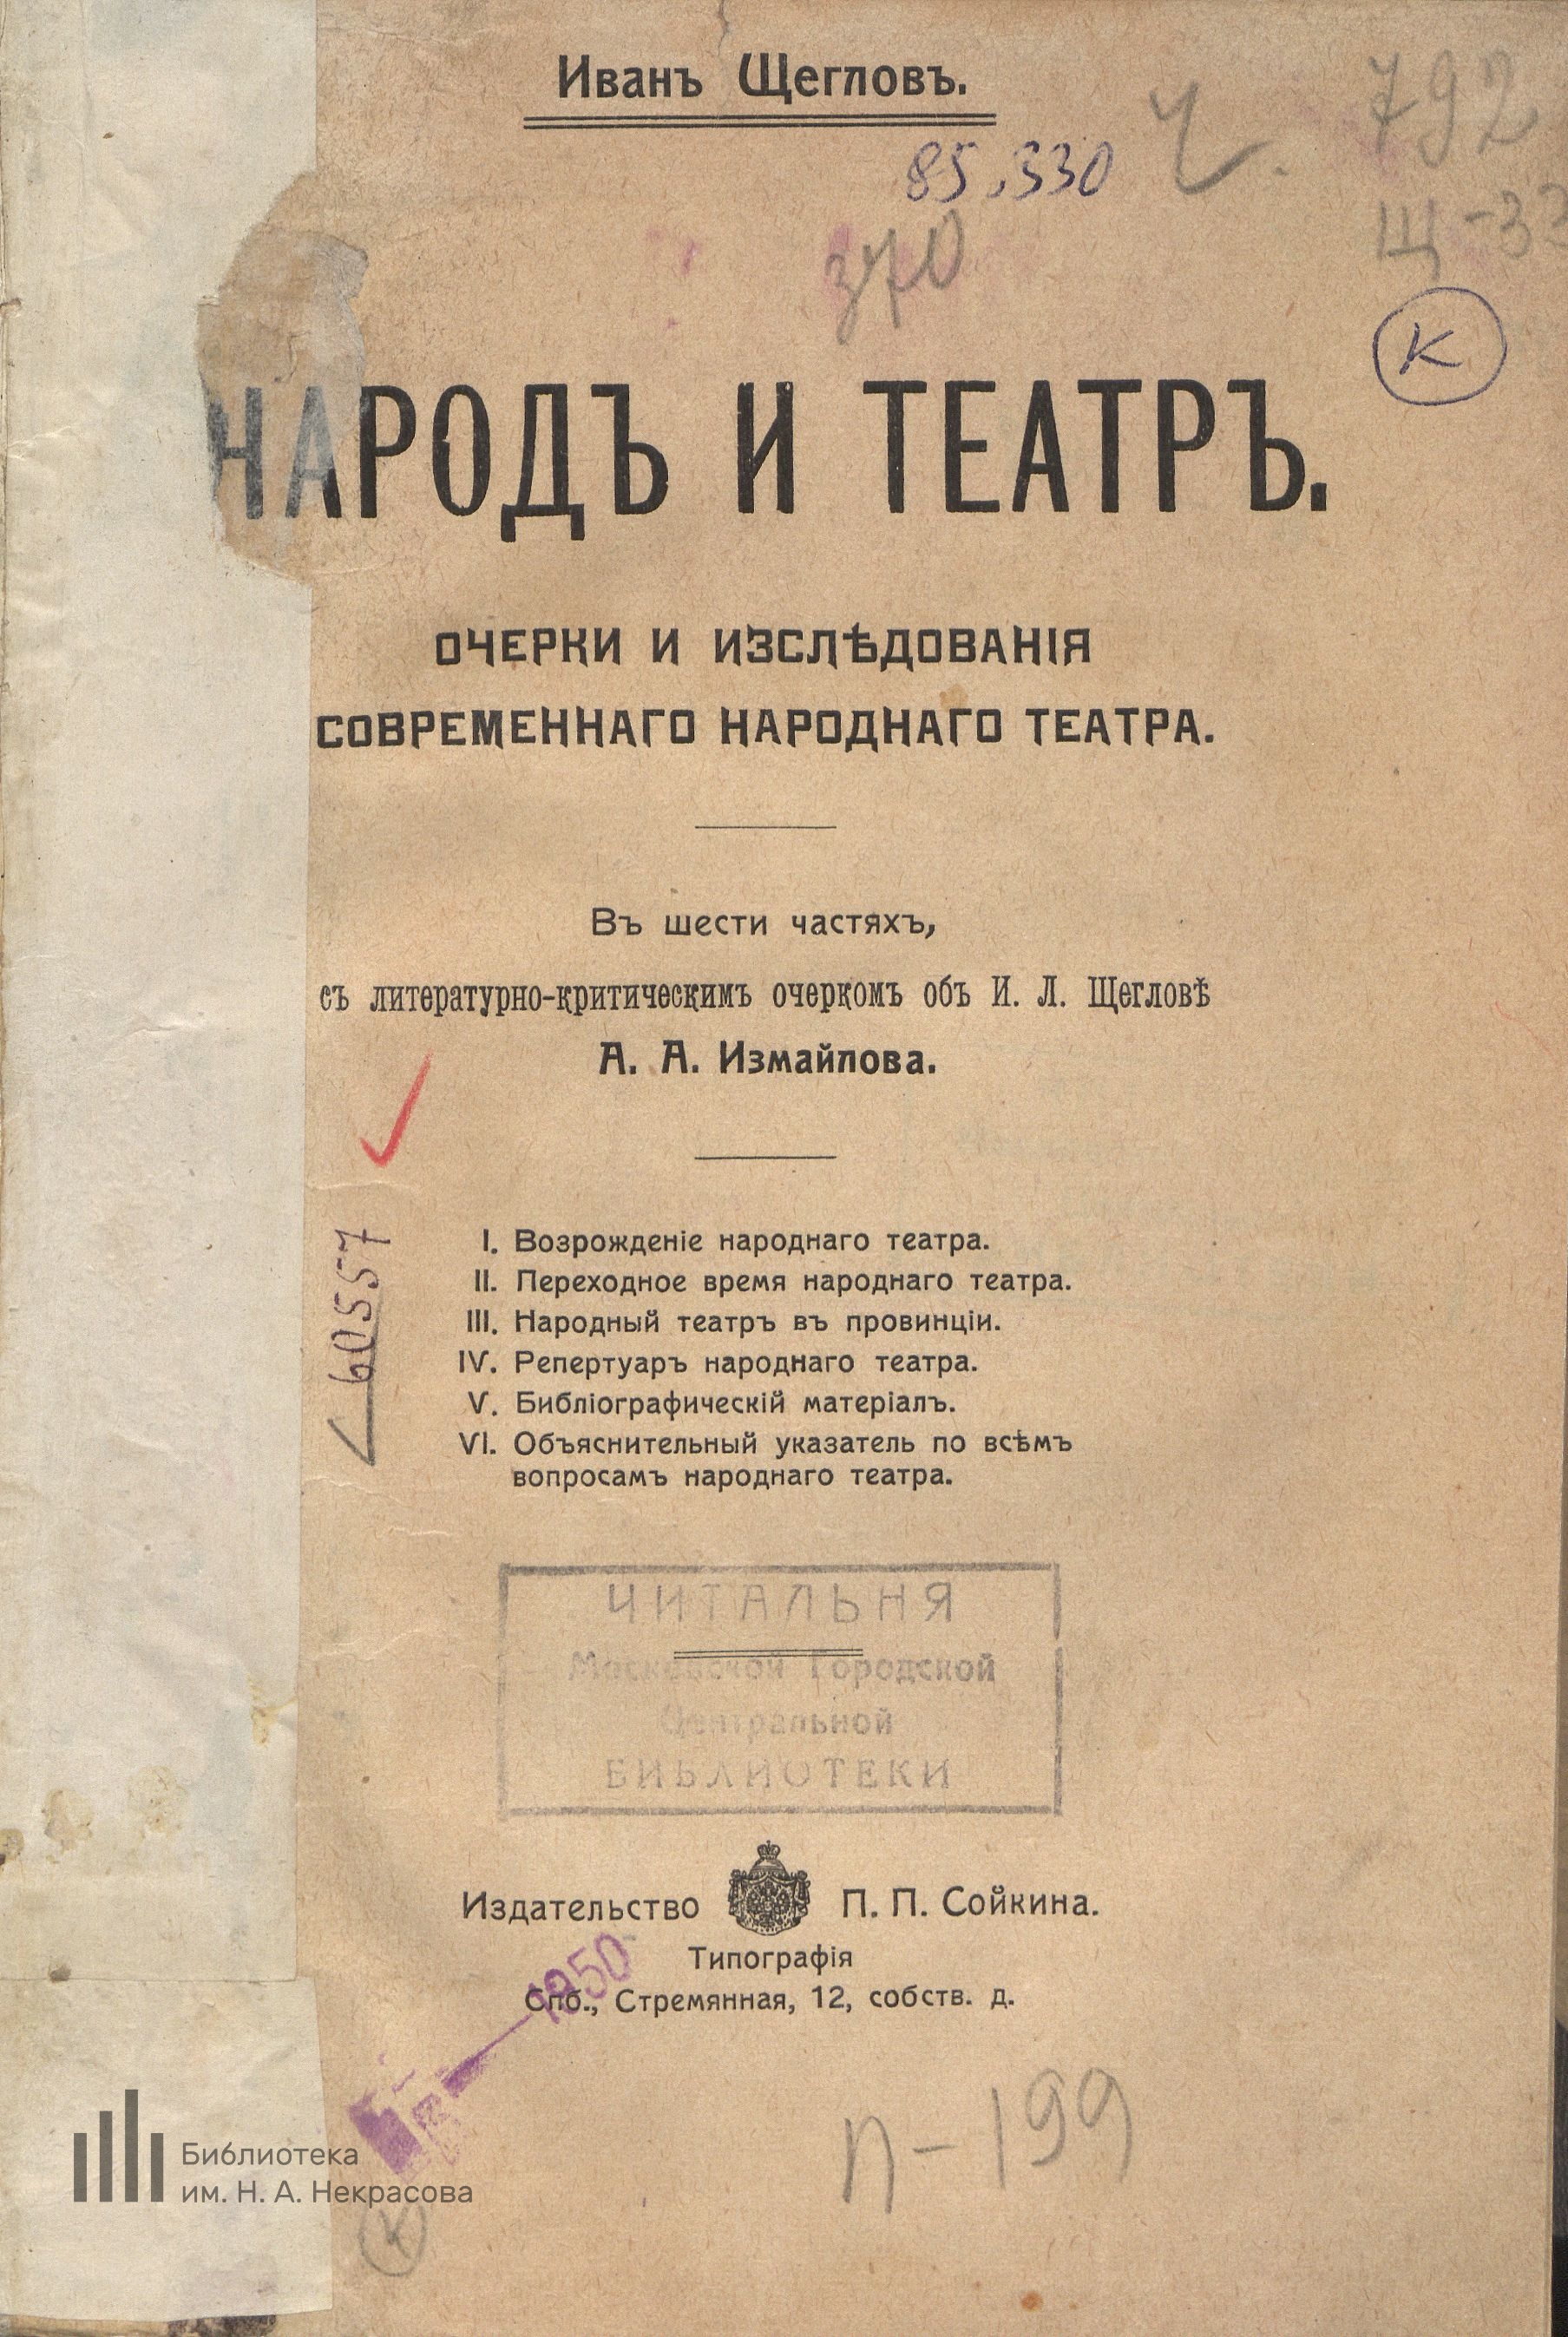 Иванъ Щегловъ.
85.330
792
370
Щ-33
К
НАРОДЪ И ТЕАТРЪ.
ОЧЕРКИ И ИЗСЛѢДОВАНІЯ
СОВРЕМЕННАГО НАРОДНАГО ТЕАТРА.
Въ шести частяхъ,
съ литературно-критическимъ очеркомъ объ И. Л. Щегловѣ
А. А. Измайлова.
60557
I. Возрожденіе народнаго театра.
II. Переходное время народнаго театра.
III. Народный театръ въ провинціи.
IV. Репертуаръ народнаго театра.
V. Библіографическій матеріалъ.
VI. Объяснительный указатель по всѣмъ
вопросамъ народнаго театра.
ЧИТАЛЬНЯ
Московской Городской
Центральной
БИБЛИОТЕКИ
Издательство П. П. Сойкина.
Типографія
Спб., Стремянная, 12, собств. д.
1950
п-199
Библиотека
им. Н. А. Некрасова
К